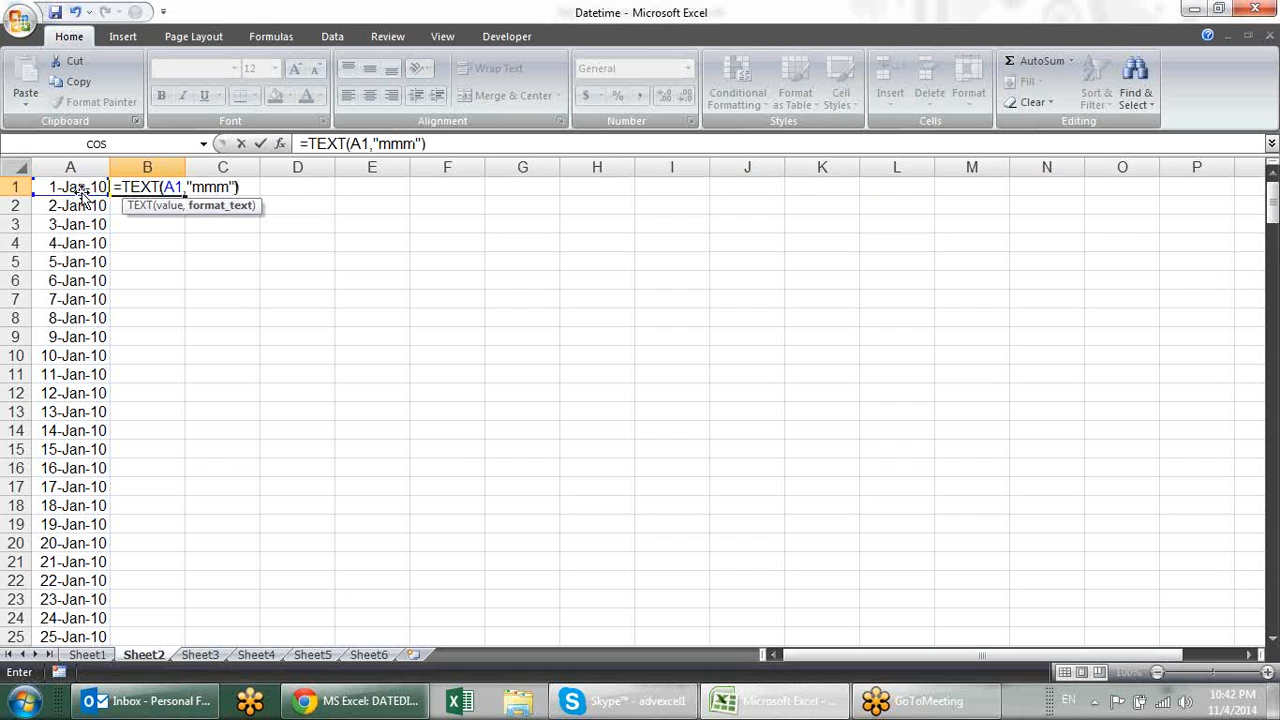 Datetime - Microsoft Excel
Home Insert Page Layout Formulas Data Review View Developer
Paste
Cut
Copy
Format Painter
Clipboard
12 A A
B I U A
Font
Wrap Text
Merge & Center
Alignment
General
$ % ,
Number
Conditional Formatting
Format as Table
Cell Styles
Styles
Insert Delete Format
Cells
Σ AutoSum
Fill
Clear
Sort & Filter
Find & Select
Editing
COS fx =TEXT(A1,"mmm")
A B C D E F G H I J K L M N O P
1 1-Jan-10 =TEXT(A1,"mmm")
TEXT(value, format_text)
2 2-Jan-10
3 3-Jan-10
4 4-Jan-10
5 5-Jan-10
6 6-Jan-10
7 7-Jan-10
8 8-Jan-10
9 9-Jan-10
10 10-Jan-10
11 11-Jan-10
12 12-Jan-10
13 13-Jan-10
14 14-Jan-10
15 15-Jan-10
16 16-Jan-10
17 17-Jan-10
18 18-Jan-10
19 19-Jan-10
20 20-Jan-10
21 21-Jan-10
22 22-Jan-10
23 23-Jan-10
24 24-Jan-10
25 25-Jan-10
Sheet1 Sheet2 Sheet3 Sheet4 Sheet5 Sheet6
Enter 100%
Inbox - Personal F... MS Excel: DATEDI... Skype™ - advexcel1 Microsoft Excel - ... GoToMeeting EN 10:42 PM
11/4/2014